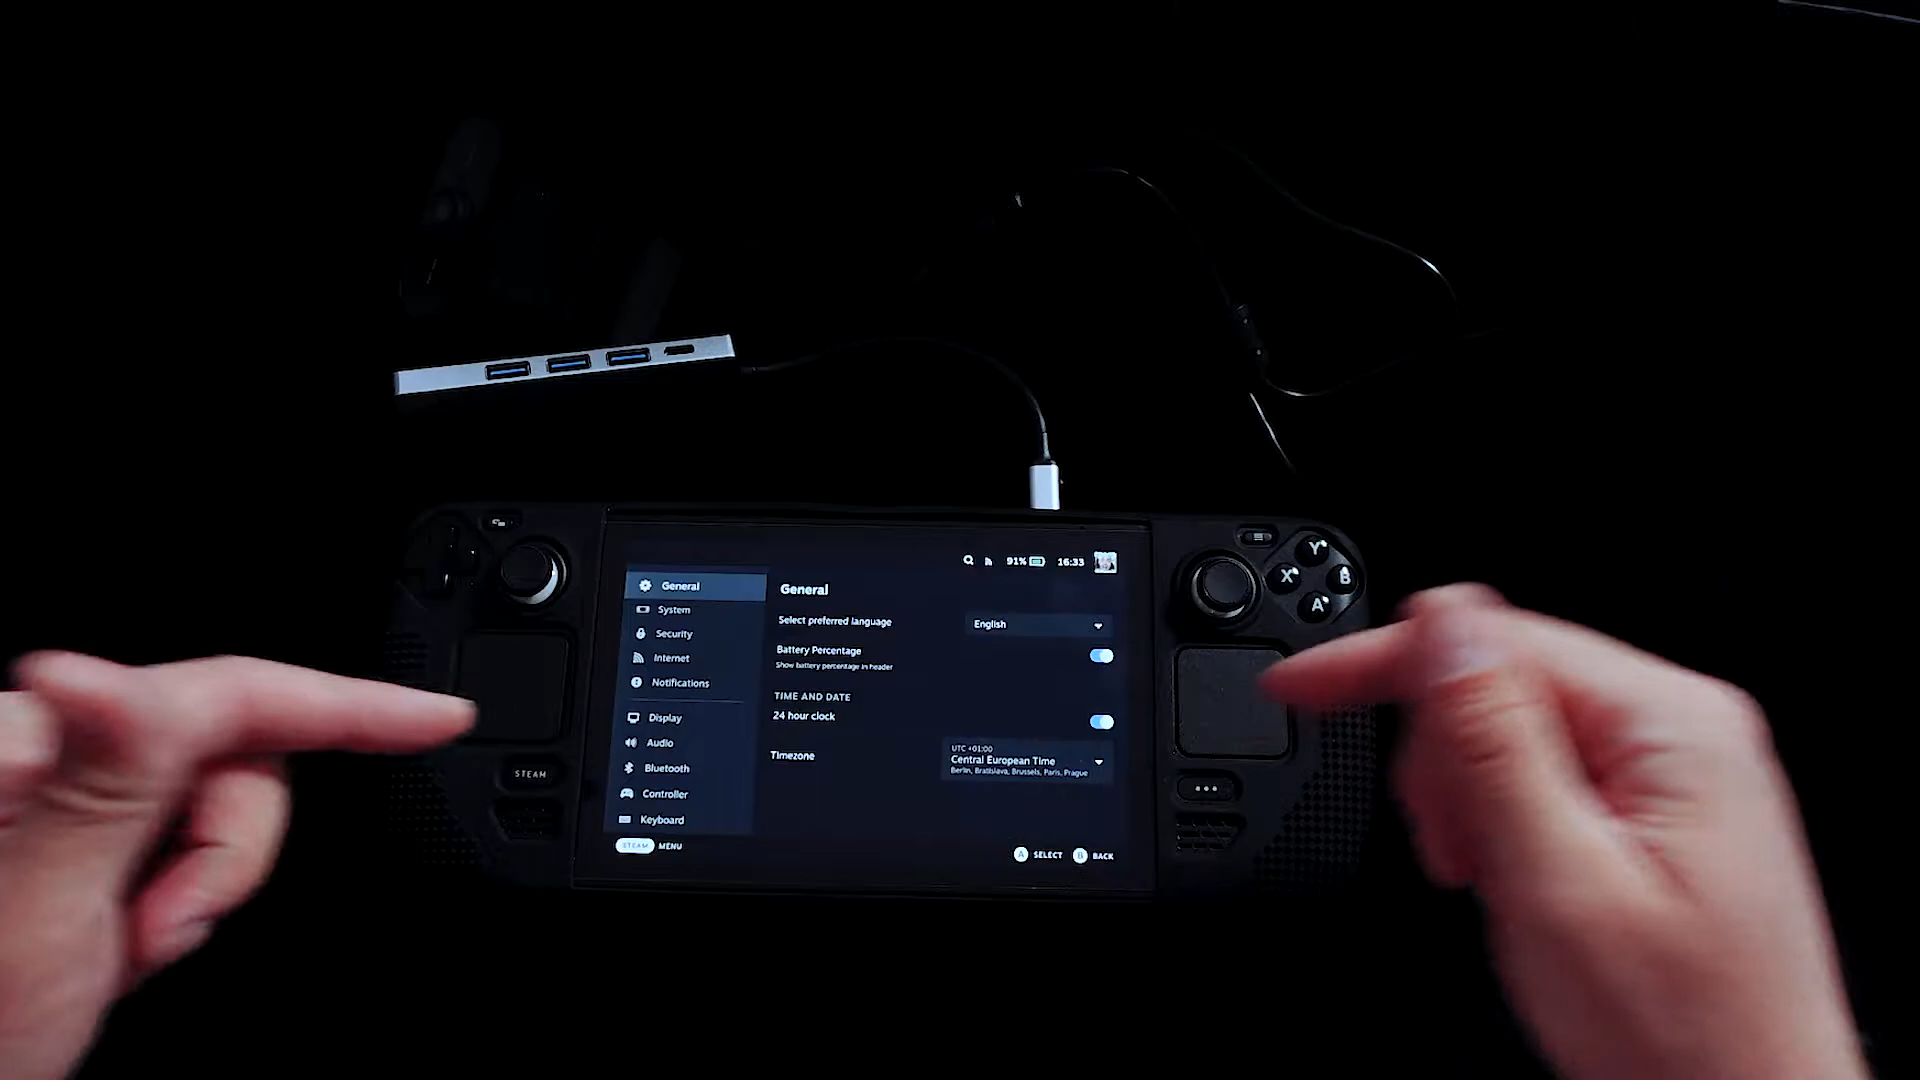 91% 16:33
General
System
Security
Internet
Notifications
Display
Audio
Bluetooth
Controller
Keyboard
General
Select preferred language English
Battery Percentage
Show battery percentage in header
TIME AND DATE
24 hour clock
Timezone
UTC +01:00
Central European Time
Berlin, Bratislava, Brussels, Paris, Prague
STEAM MENU
A SELECT B BACK
STEAM
Y
X
B
A